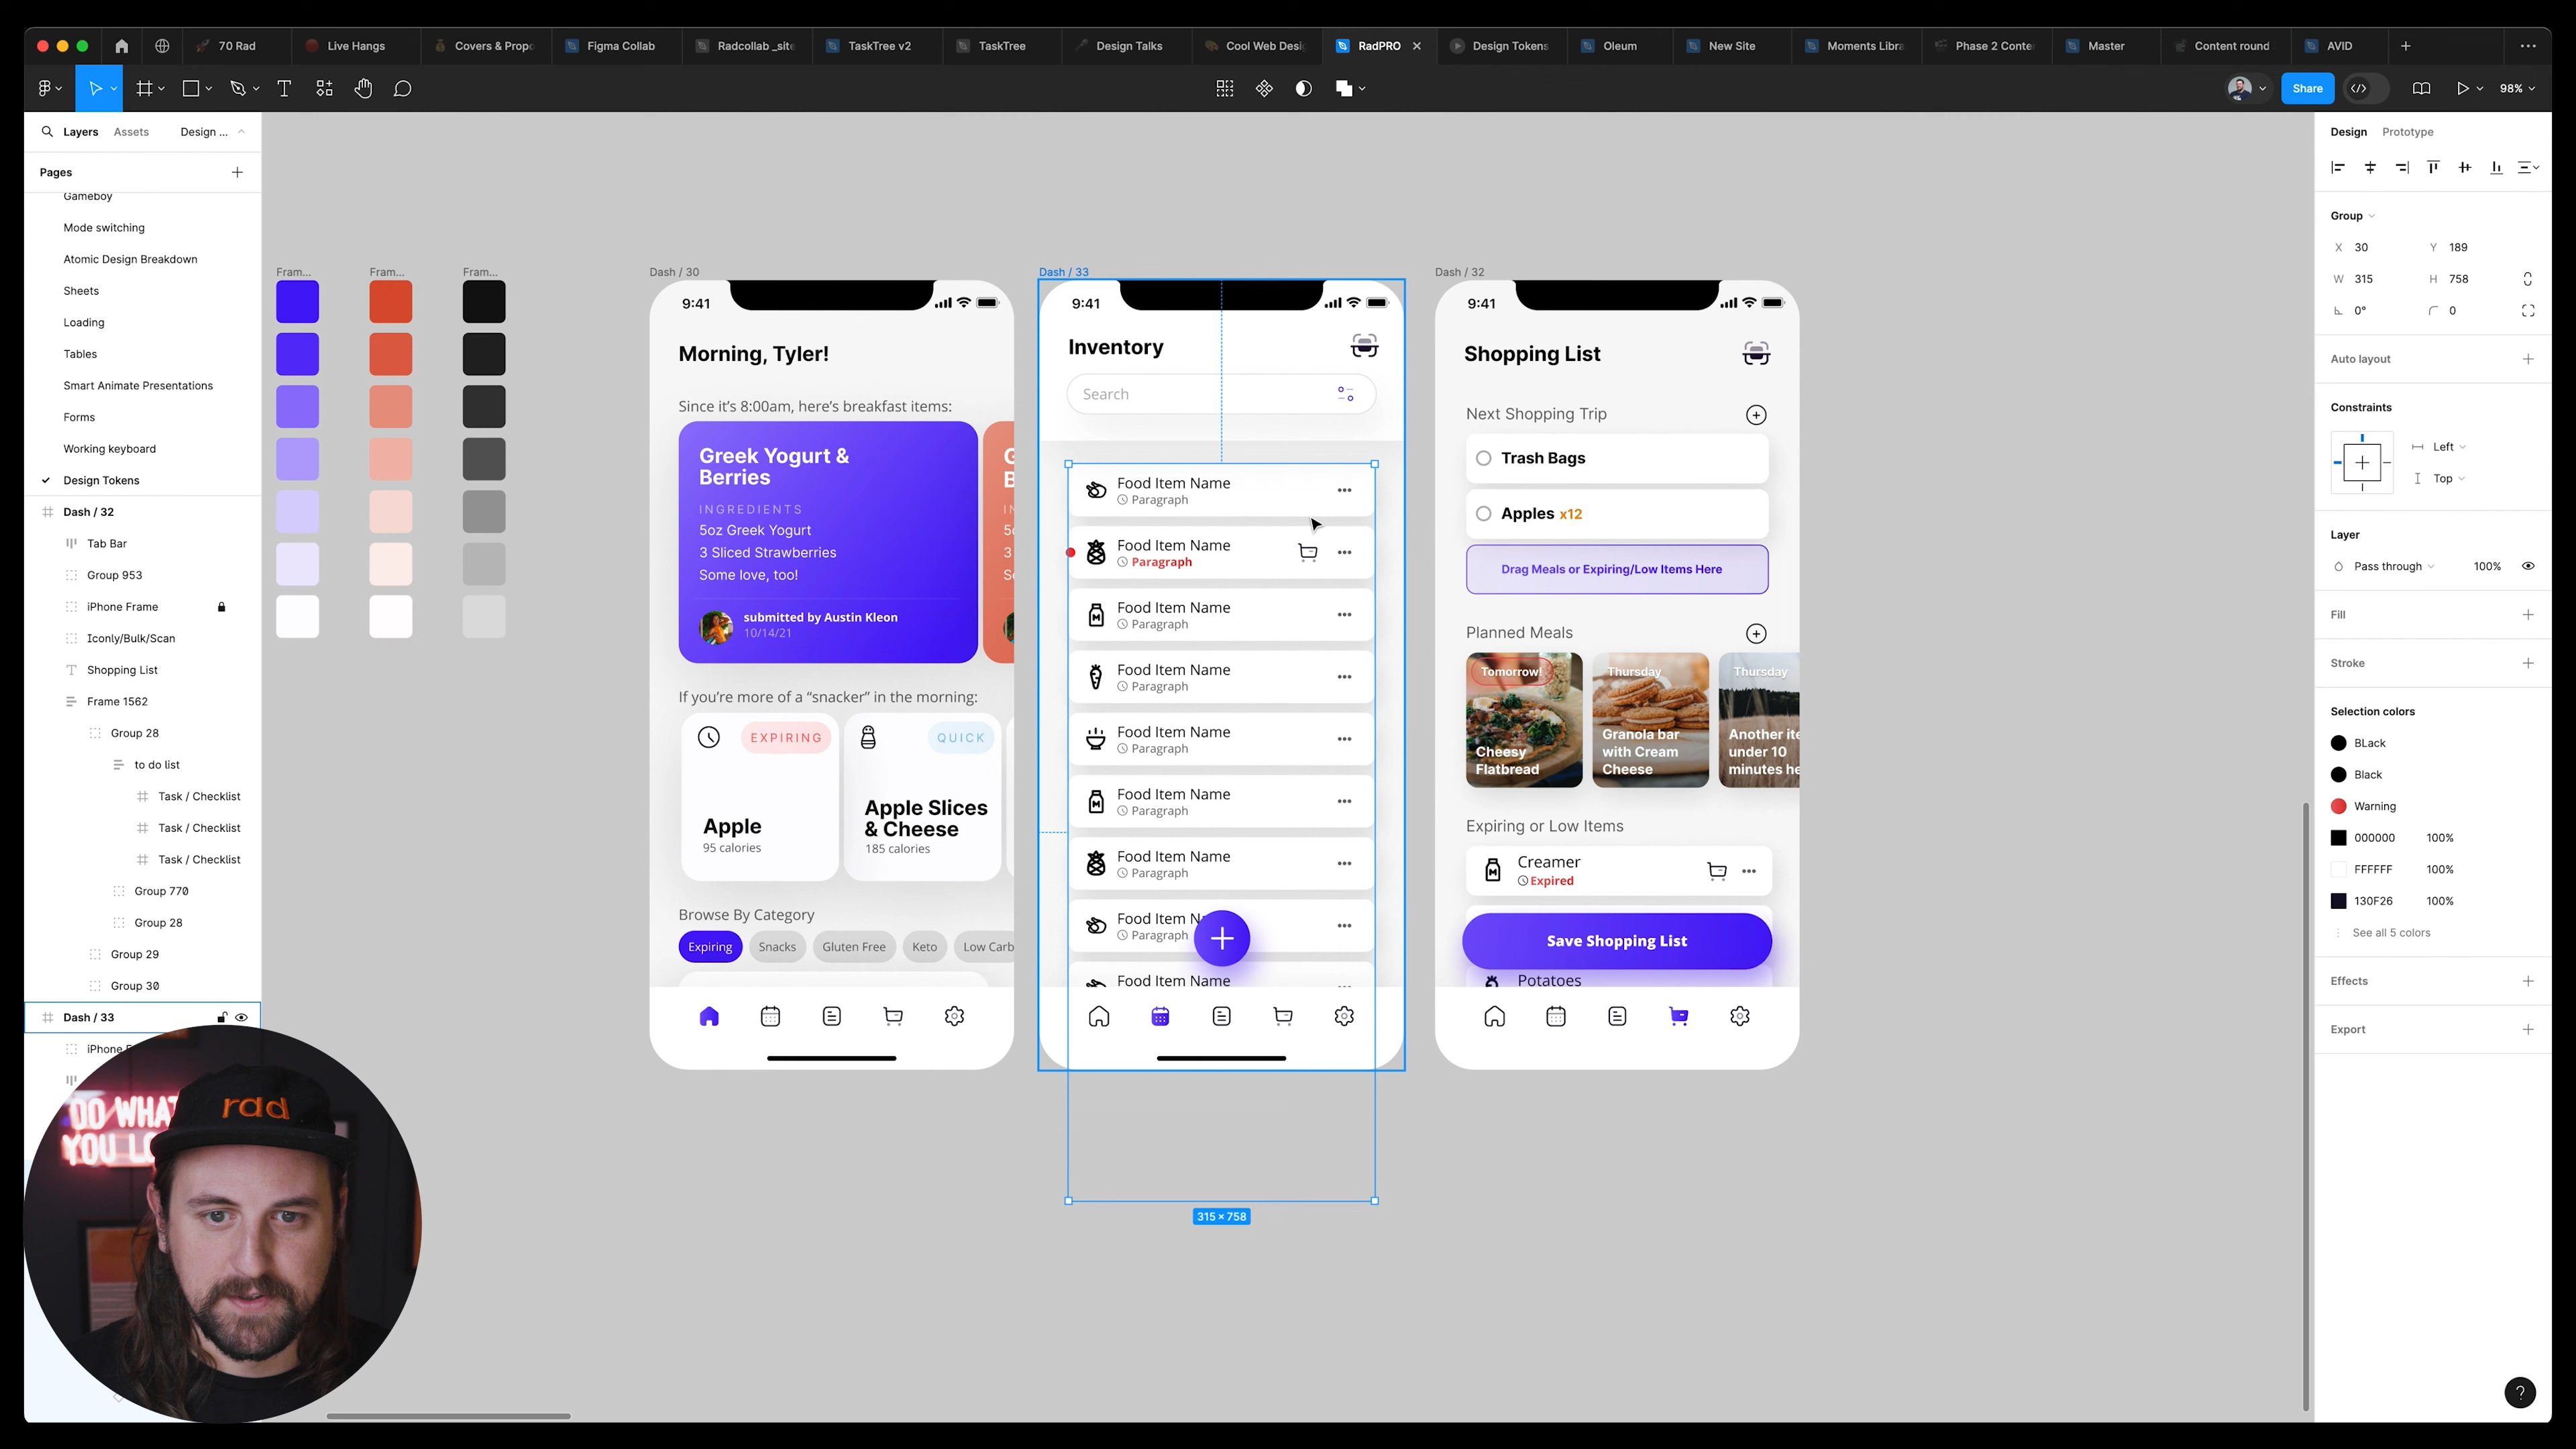 70 Rad
Live Hangs
Covers & Propo
Figma Collab
Radcollab _site
TaskTree v2
TaskTree
Design Talks
Cool Web Desig
RadPRO
Design Tokens
Oleum
New Site
Moments Libra
Phase 2 Conte
Master
Content round
AVID
Share
98%
Layers
Assets
Design ...
Pages
Gameboy
Mode switching
Atomic Design Breakdown
Sheets
Loading
Tables
Smart Animate Presentations
Forms
Working keyboard
Design Tokens
Dash / 32
Tab Bar
Group 953
iPhone Frame
Iconly/Bulk/Scan
Shopping List
Frame 1562
Group 28
to do list
Task / Checklist
Task / Checklist
Task / Checklist
Group 770
Group 28
Group 29
Group 30
Dash / 33
DO WHAT
YOU LO
rad
Fram...
Fram...
Fram...
Dash / 30
9:41
Morning, Tyler!
Since it's 8:00am, here's breakfast items:
Greek Yogurt &
Berries
INGREDIENTS
5oz Greek Yogurt
3 Sliced Strawberries
Some love, too!
submitted by Austin Kleon
10/14/21
If you're more of a “snacker” in the morning:
EXPIRING
Apple
95 calories
QUICK
Apple Slices
& Cheese
185 calories
Browse By Category
Expiring
Snacks
Gluten Free
Keto
Low Carb
Dash / 33
9:41
Inventory
Search
Food Item Name
Paragraph
Food Item Name
Paragraph
Food Item Name
Paragraph
Food Item Name
Paragraph
Food Item Name
Paragraph
Food Item Name
Paragraph
Food Item Name
Paragraph
Food Item Na
Paragraph
Food Item Name
315 × 758
Dash / 32
9:41
Shopping List
Next Shopping Trip
Trash Bags
Apples x12
Drag Meals or Expiring/Low Items Here
Planned Meals
Tomorrow!
Cheesy
Flatbread
Thursday
Granola bar
with Cream
Cheese
Thursday
Another ite
under 10
minutes he
Expiring or Low Items
Creamer
Expired
Save Shopping List
Potatoes
Design
Prototype
Group
X 30
Y 189
W 315
H 758
0°
0
Auto layout
Constraints
Left
Top
Layer
Pass through
100%
Fill
Stroke
Selection colors
BLack
Black
Warning
000000 100%
FFFFFF 100%
130F26 100%
See all 5 colors
Effects
Export
?